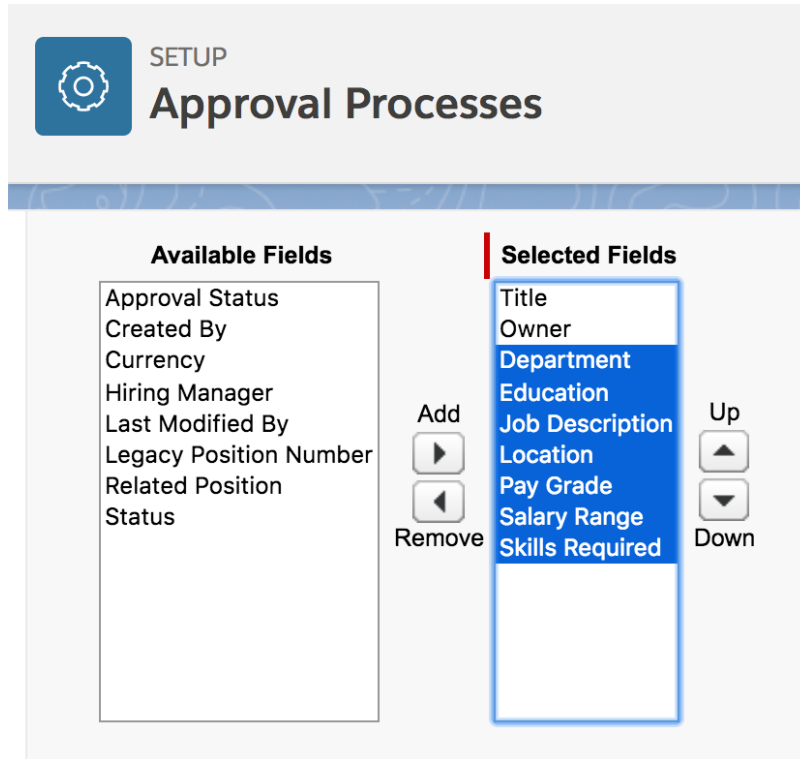 SETUP
Approval Processes
Available Fields
Approval Status
Created By
Currency
Hiring Manager
Last Modified By
Legacy Position Number
Related Position
Status
Add
Remove
Selected Fields
Title
Owner
Department
Education
Job Description
Location
Pay Grade
Salary Range
Skills Required
Up
Down